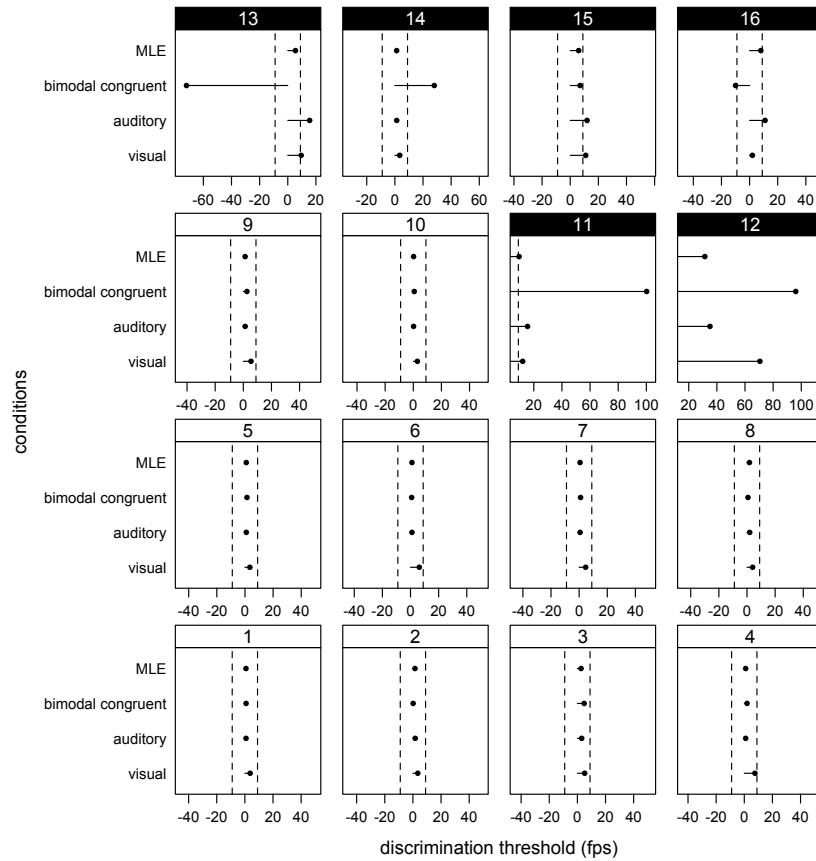 13 14 15 16
MLE
bimodal congruent
auditory
visual
-60 -40 -20 0 20
-20 0 20 40 60
-40 -20 0 20 40
-40 -20 0 20 40
9 10 11 12
MLE
bimodal congruent
auditory
visual
-40 -20 0 20 40
-40 -20 0 20 40
20 40 60 80 100
20 40 60 80 100
conditions
5 6 7 8
MLE
bimodal congruent
auditory
visual
-40 -20 0 20 40
-40 -20 0 20 40
-40 -20 0 20 40
-40 -20 0 20 40
1 2 3 4
MLE
bimodal congruent
auditory
visual
-40 -20 0 20 40
-40 -20 0 20 40
-40 -20 0 20 40
-40 -20 0 20 40
discrimination threshold (fps)